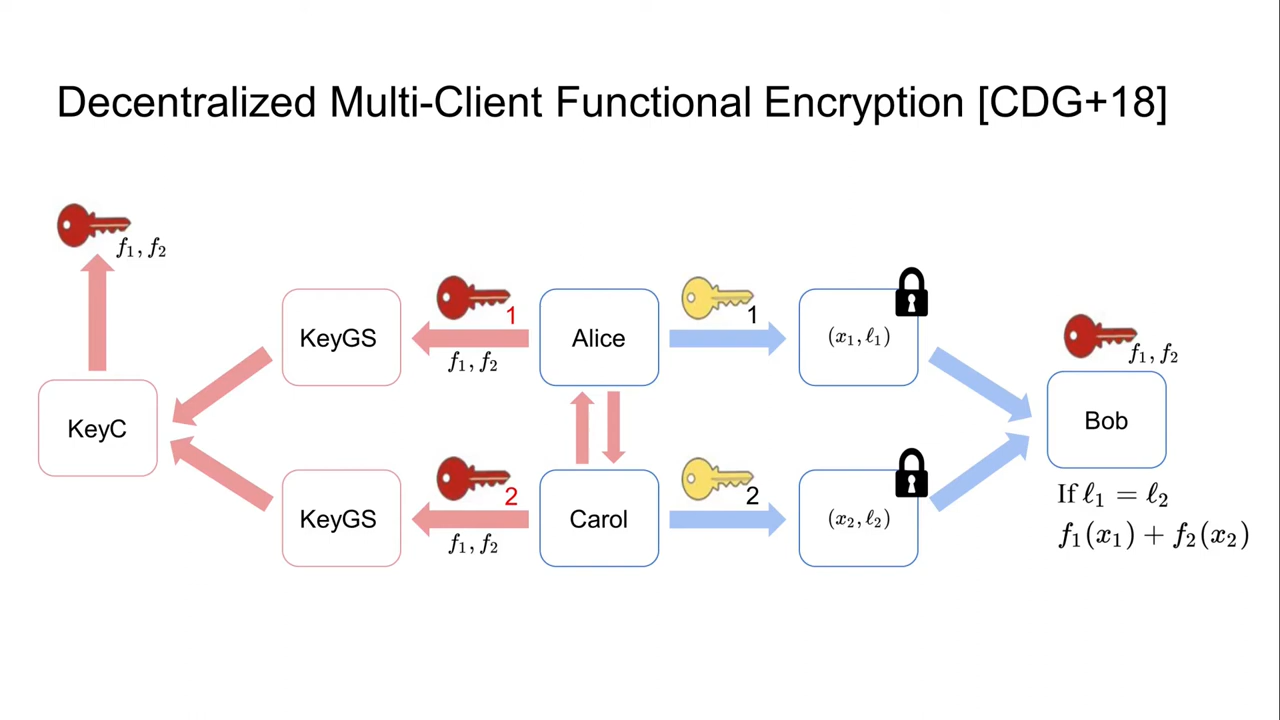 Decentralized Multi-Client Functional Encryption [CDG+18]
f₁, f₂
KeyC
KeyGS
1
f₁, f₂
Alice
1
(x₁, ℓ₁)
KeyGS
2
f₁, f₂
Carol
2
(x₂, ℓ₂)
f₁, f₂
Bob
If ℓ₁ = ℓ₂
f₁(x₁) + f₂(x₂)